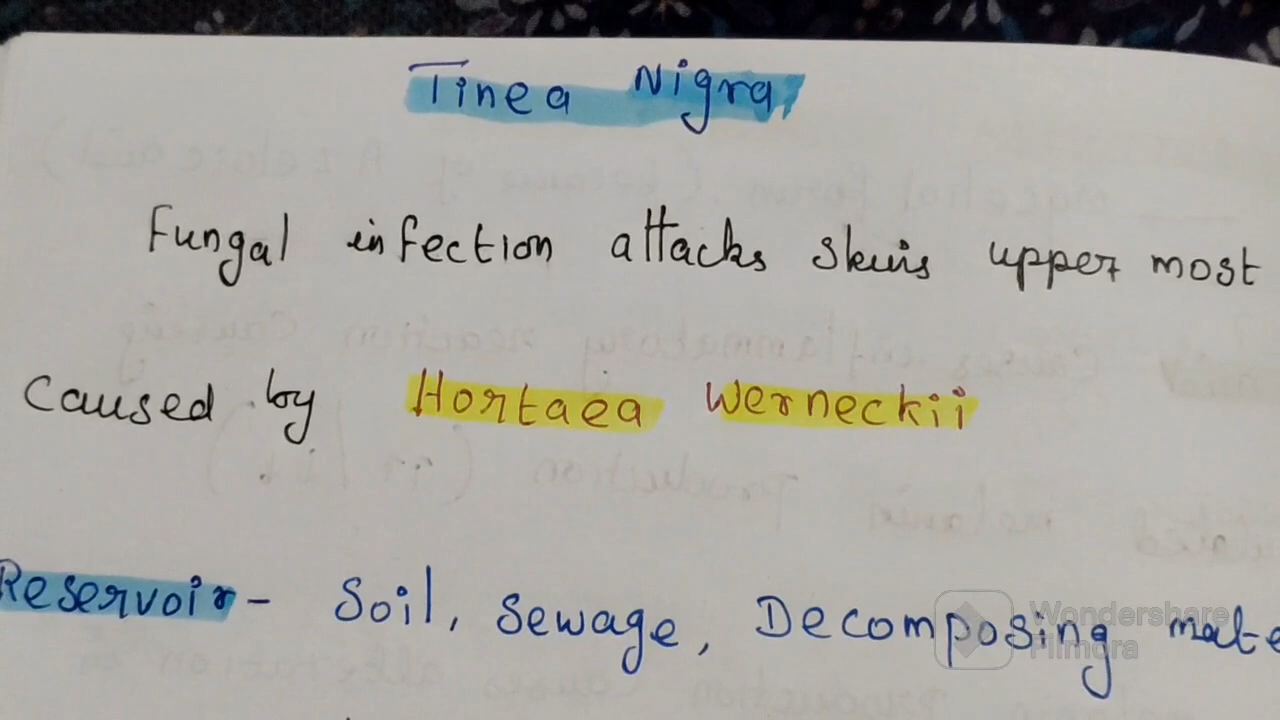 Tinea Nigra
Fungal infection attacks skins upper most
Caused by Hortaea Werneckii
Reservoir - Soil, Sewage, Decomposing mate
Wondershare
Filmora